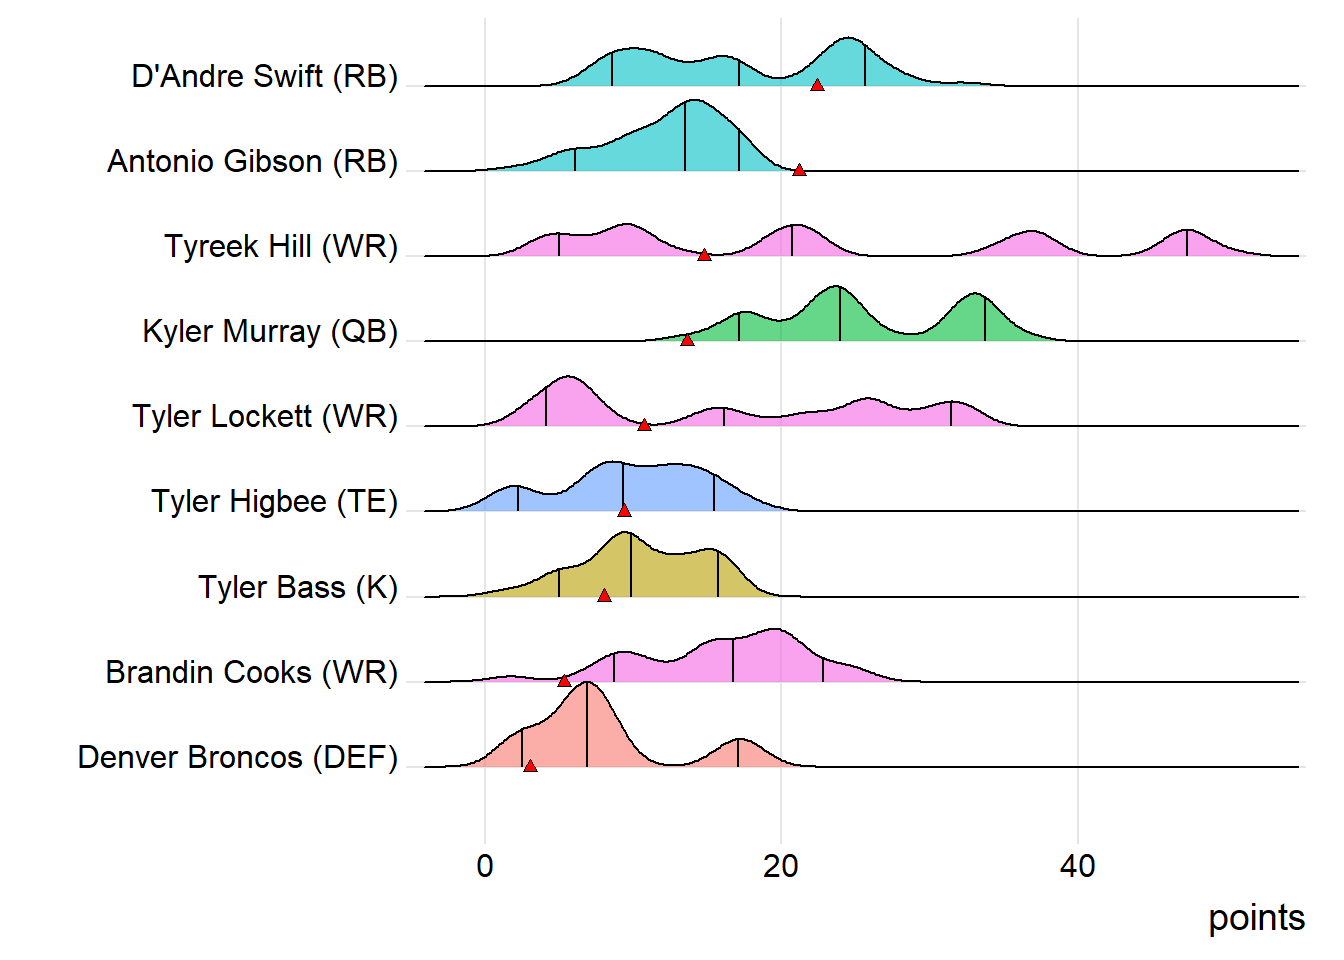 D'Andre Swift (RB)
Antonio Gibson (RB)
Tyreek Hill (WR)
Kyler Murray (QB)
Tyler Lockett (WR)
Tyler Higbee (TE)
Tyler Bass (K)
Brandin Cooks (WR)
Denver Broncos (DEF)
0 20 40
points